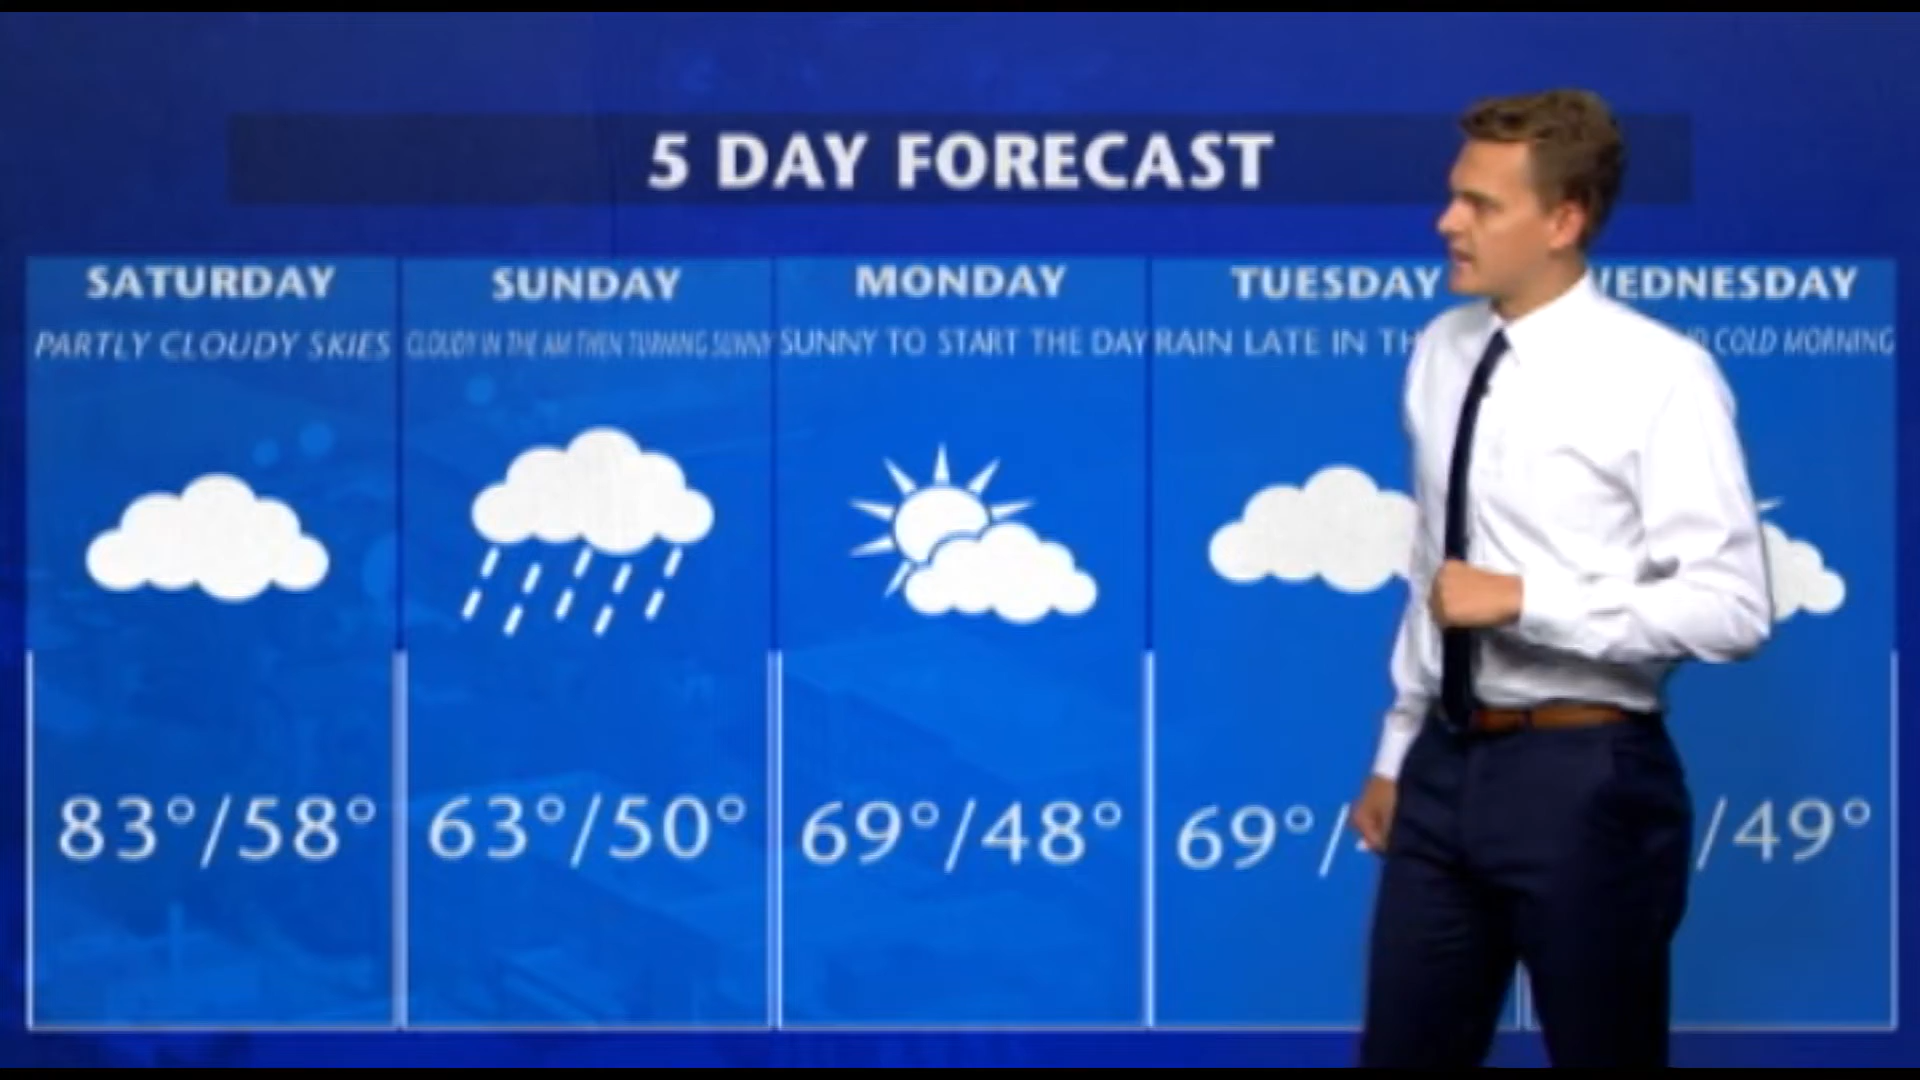 5 DAY FORECAST
SATURDAY
PARTLY CLOUDY SKIES
83°/58°
SUNDAY
CLOUDY IN THE AM THEN TURNING SUNNY
63°/50°
MONDAY
SUNNY TO START THE DAY
69°/48°
TUESDAY
RAIN LATE IN TH
69°/
WEDNESDAY
COLD MORNING
/49°